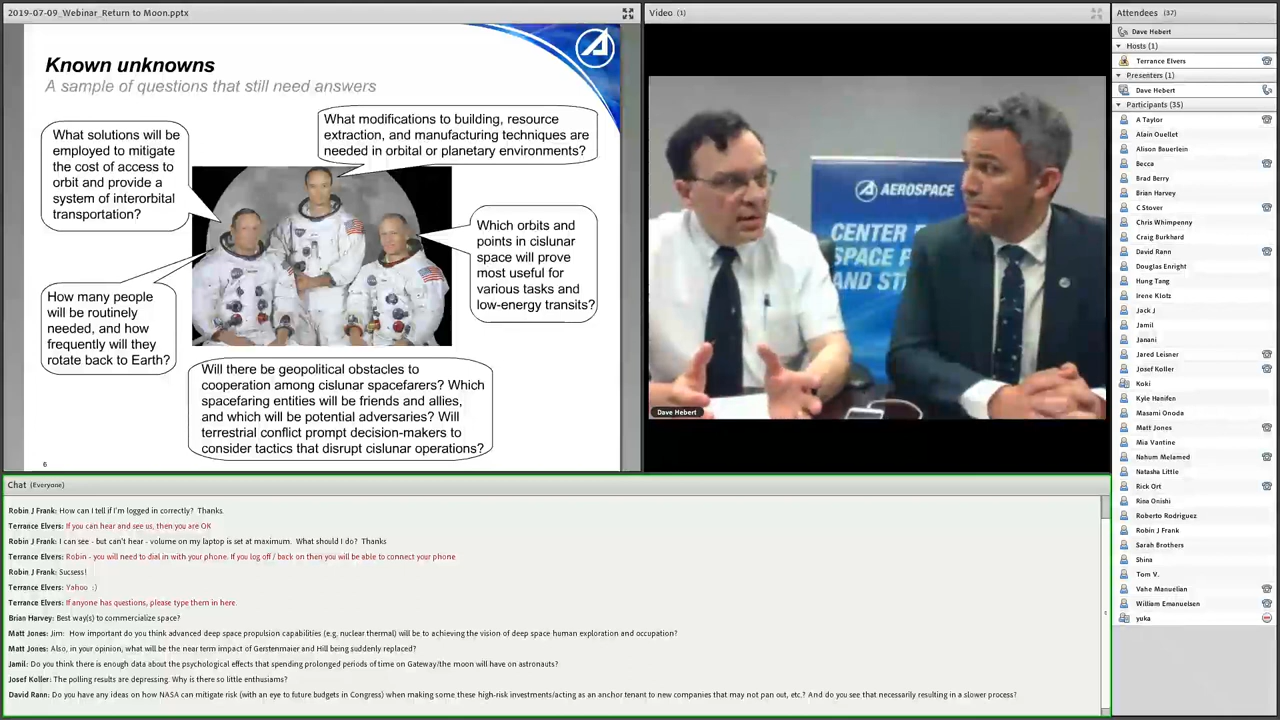 2019-07-09_Webinar_Return to Moon.pptx
Known unknowns
A sample of questions that still need answers
What solutions will be
employed to mitigate
the cost of access to
orbit and provide a
system of interorbital
transportation?
What modifications to building, resource
extraction, and manufacturing techniques are
needed in orbital or planetary environments?
Which orbits and
points in cislunar
space will prove
most useful for
various tasks and
low-energy transits?
How many people
will be routinely
needed, and how
frequently will they
rotate back to Earth?
Will there be geopolitical obstacles to
cooperation among cislunar spacefarers? Which
spacefaring entities will be friends and allies,
and which will be potential adversaries? Will
terrestrial conflict prompt decision-makers to
consider tactics that disrupt cislunar operations?
6
Video (1)
AEROSPACE
CENTER F
SPACE P
AND ST
Dave Hebert
Attendees (37)
Dave Hebert
Hosts (1)
Terrance Elvers
Presenters (1)
Dave Hebert
Participants (35)
A Taylor
Alain Ouellet
Alison Bauerlein
Becca
Brad Berry
Brian Harvey
C Stover
Chris Whimpenny
Craig Burkhard
David Rann
Douglas Enright
Hung Tang
Irene Klotz
Jack J
Jamil
Janani
Jared Leisner
Josef Koller
Koki
Kyle Hanifen
Masami Onoda
Matt Jones
Mia Vantine
Nahum Melamed
Natasha Little
Rick Ort
Rina Onishi
Roberto Rodriguez
Robin J Frank
Sarah Brothers
Shina
Tom V.
Vahe Manuelian
William Emanuelsen
yuka
Chat (Everyone)
Robin J Frank: How can I tell if I'm logged in correctly? Thanks.
Terrance Elvers: If you can hear and see us, then you are OK
Robin J Frank: I can see - but can't hear - volume on my laptop is set at maximum. What should I do? Thanks
Terrance Elvers: Robin - you will need to dial in with your phone. If you log off / back on then you will be able to connect your phone
Robin J Frank: Sucsess!
Terrance Elvers: Yahoo :)
Terrance Elvers: If anyone has questions, please type them in here.
Brian Harvey: Best way(s) to commercialize space?
Matt Jones: Jim: How important do you think advanced deep space propulsion capabilities (e.g. nuclear thermal) will be to achieving the vision of deep space human exploration and occupation?
Matt Jones: Also, in your opinion, what will be the near term impact of Gerstenmaier and Hill being suddenly replaced?
Jamil: Do you think there is enough data about the psychological effects that spending prolonged periods of time on Gateway/the moon will have on astronauts?
Josef Koller: The polling results are depressing. Why is there so little enthusiams?
David Rann: Do you have any ideas on how NASA can mitigate risk (with an eye to future budgets in Congress) when making some these high-risk investments/acting as an anchor tenant to new companies that may not pan out, etc.? And do you see that necessarily resulting in a slower process?